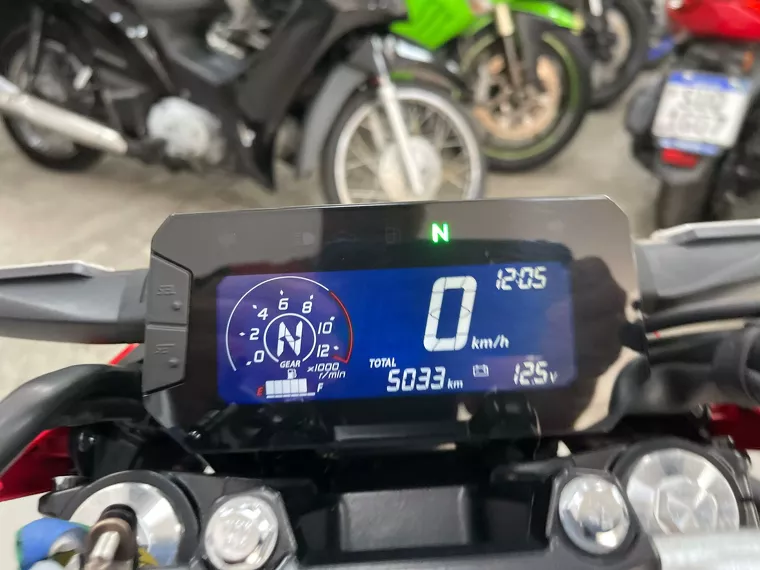 SEL
N
12:05
0 km/h
6
4 8
2 N 10
0 12
GEAR
x1000
r/min
E F
TOTAL
5033 km
12.5 V